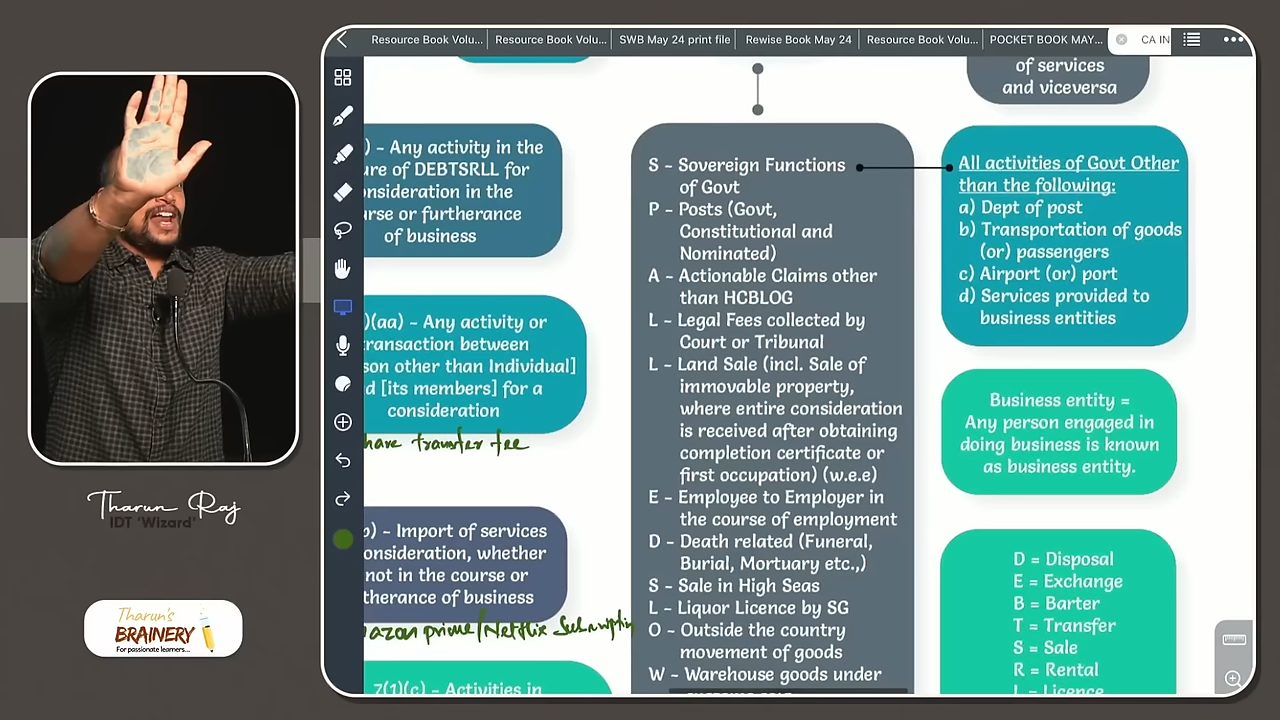 Resource Book Volu...
Resource Book Volu...
SWB May 24 print file
Rewise Book May 24
Resource Book Volu...
POCKET BOOK MAY...
CA IN
) - Any activity in the
ure of DEBTSRLL for
nsideration in the
urse or furtherance
of business
)(aa) - Any activity or
ransaction between
son other than Individual]
d [its members] for a
consideration
hare transfer fee
) - Import of services
onsideration, whether
not in the course or
therance of business
azon prime/Netflix Subscription
7(1)(c) - Activities in
S - Sovereign Functions
of Govt
P - Posts (Govt,
Constitutional and
Nominated)
A - Actionable Claims other
than HCBLOG
L - Legal Fees collected by
Court or Tribunal
L - Land Sale (incl. Sale of
immovable property,
where entire consideration
is received after obtaining
completion certificate or
first occupation) (w.e.e)
E - Employee to Employer in
the course of employment
D - Death related (Funeral,
Burial, Mortuary etc.,)
S - Sale in High Seas
L - Liquor Licence by SG
O - Outside the country
movement of goods
W - Warehouse goods under
of services
and viceversa
All activities of Govt Other
than the following:
a) Dept of post
b) Transportation of goods
(or) passengers
c) Airport (or) port
d) Services provided to
business entities
Business entity =
Any person engaged in
doing business is known
as business entity.
D = Disposal
E = Exchange
B = Barter
T = Transfer
S = Sale
R = Rental
L = Licence
Tharun Raj
IDT 'Wizard'
Tharun's
BRAINERY
For passionate learners...